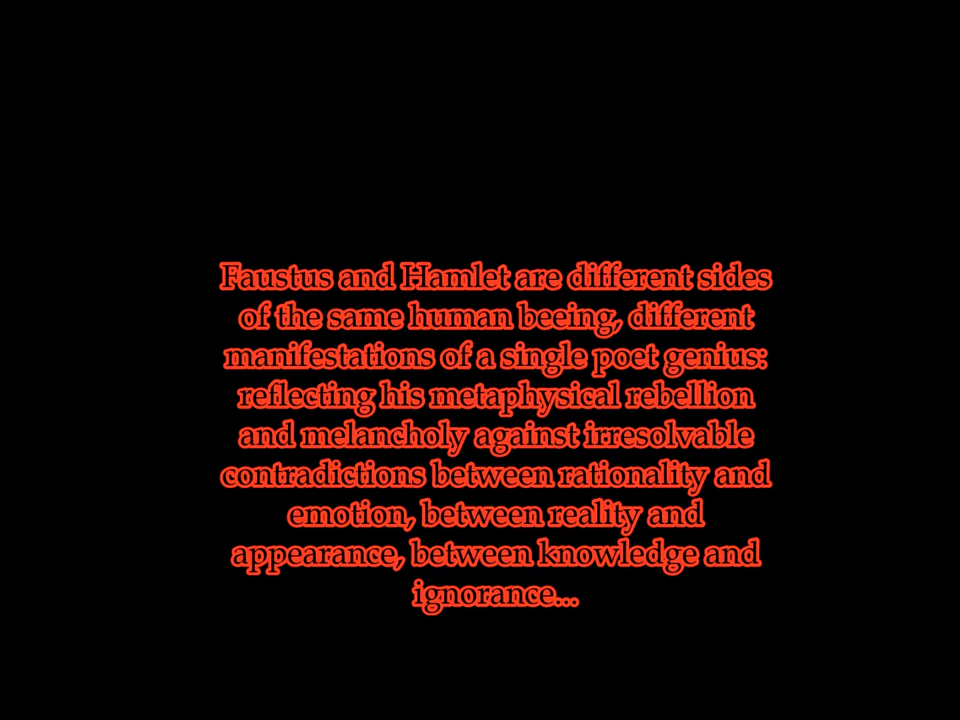 Faustus and Hamlet are different sides
of the same human beeing, different
manifestations of a single poet genius:
reflecting his metaphysical rebellion
and melancholy against irresolvable
contradictions between rationality and
emotion, between reality and
appearance, between knowledge and
ignorance...